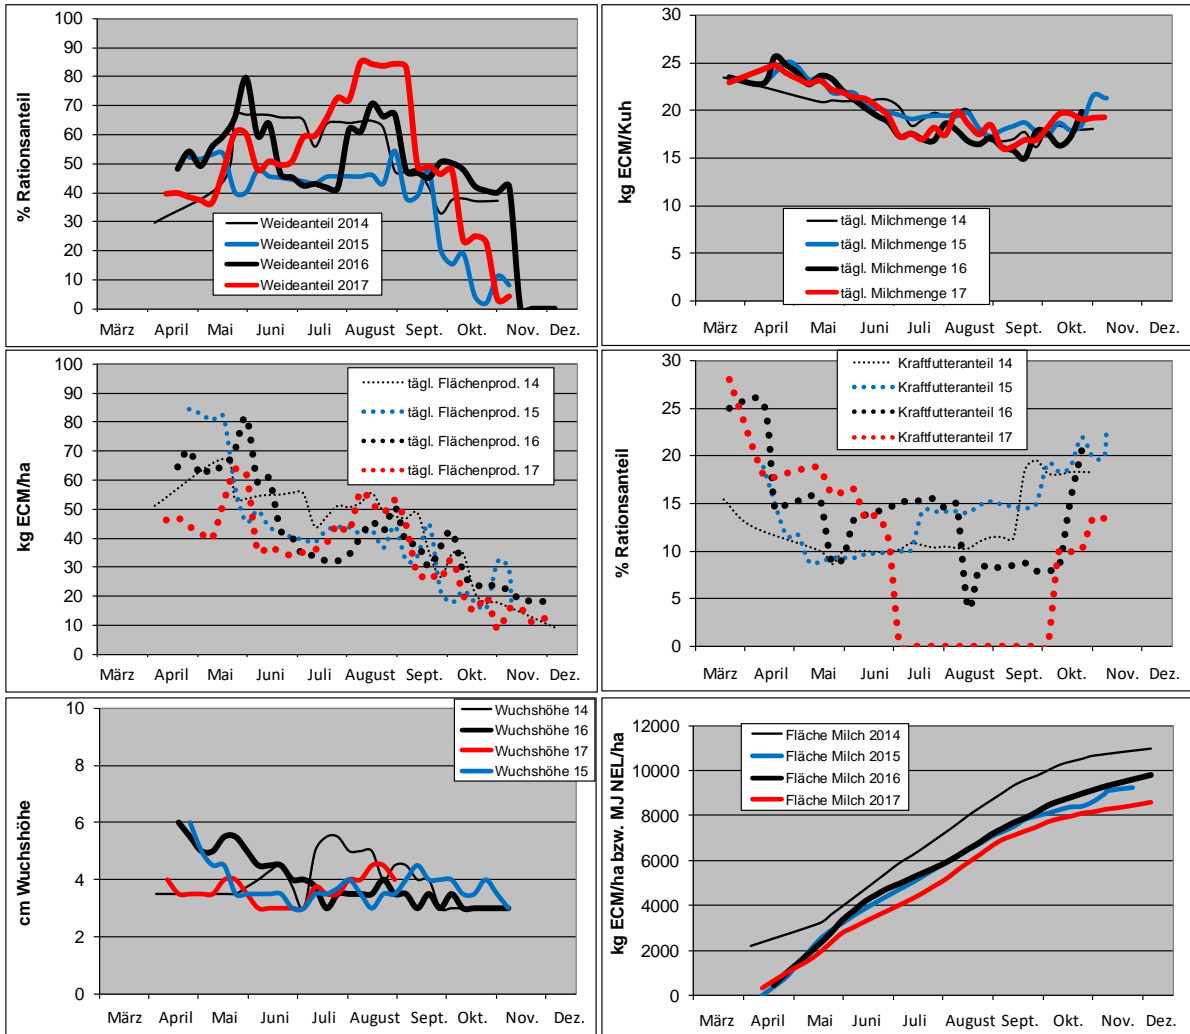 % Rationsanteil
100
90
80
70
60
50
40
30
20
10
0
Weideanteil 2014
Weideanteil 2015
Weideanteil 2016
Weideanteil 2017
März April Mai Juni Juli August Sept. Okt. Nov. Dez.
kg ECM/Kuh
30
25
20
15
10
5
0
tägl. Milchmenge 14
tägl. Milchmenge 15
tägl. Milchmenge 16
tägl. Milchmenge 17
März April Mai Juni Juli August Sept. Okt. Nov. Dez.
kg ECM/ha
100
90
80
70
60
50
40
30
20
10
0
tägl. Flächenprod. 14
tägl. Flächenprod. 15
tägl. Flächenprod. 16
tägl. Flächenprod. 17
März April Mai Juni Juli August Sept. Okt. Nov. Dez.
% Rationsanteil
30
25
20
15
10
5
0
Kraftfutteranteil 14
Kraftfutteranteil 15
Kraftfutteranteil 16
Kraftfutteranteil 17
März April Mai Juni Juli August Sept. Okt. Nov. Dez.
cm Wuchshöhe
10
8
6
4
2
0
Wuchshöhe 14
Wuchshöhe 16
Wuchshöhe 17
Wuchshöhe 15
März April Mai Juni Juli August Sept. Okt. Nov. Dez.
kg ECM/ha bzw. MJ NEL/ha
12000
10000
8000
6000
4000
2000
0
Fläche Milch 2014
Fläche Milch 2015
Fläche Milch 2016
Fläche Milch 2017
März April Mai Juni Juli August Sept. Okt. Nov. Dez.